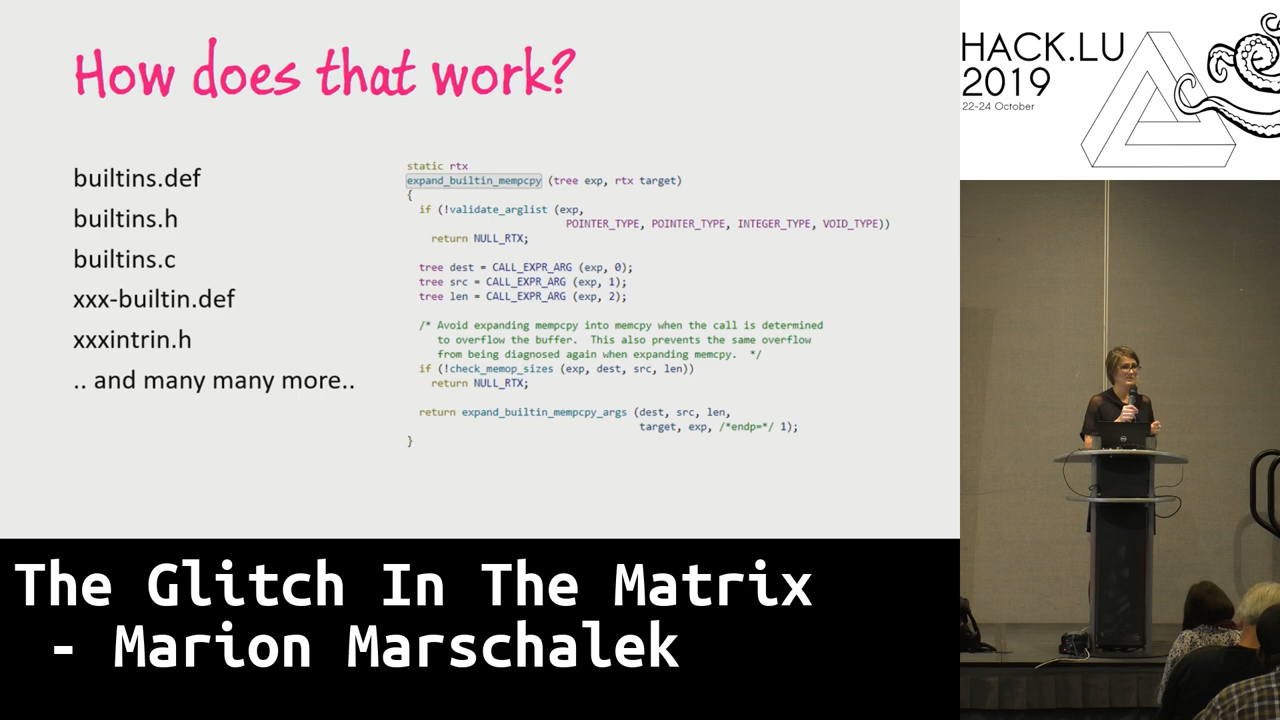 How does that work?
builtins.def
builtins.h
builtins.c
xxx-builtin.def
xxxintrin.h
.. and many many more..
static rtx
expand_builtin_mempcpy (tree exp, rtx target)
{
if (!validate_arglist (exp,
POINTER_TYPE, POINTER_TYPE, INTEGER_TYPE, VOID_TYPE))
return NULL_RTX;
tree dest = CALL_EXPR_ARG (exp, 0);
tree src = CALL_EXPR_ARG (exp, 1);
tree len = CALL_EXPR_ARG (exp, 2);
/* Avoid expanding mempcpy into memcpy when the call is determined
to overflow the buffer. This also prevents the same overflow
from being diagnosed again when expanding memcpy. */
if (!check_memop_sizes (exp, dest, src, len))
return NULL_RTX;
return expand_builtin_mempcpy_args (dest, src, len,
target, exp, /*endp=*/ 1);
}
HACK.LU
2019
22-24 October
The Glitch In The Matrix
- Marion Marschalek